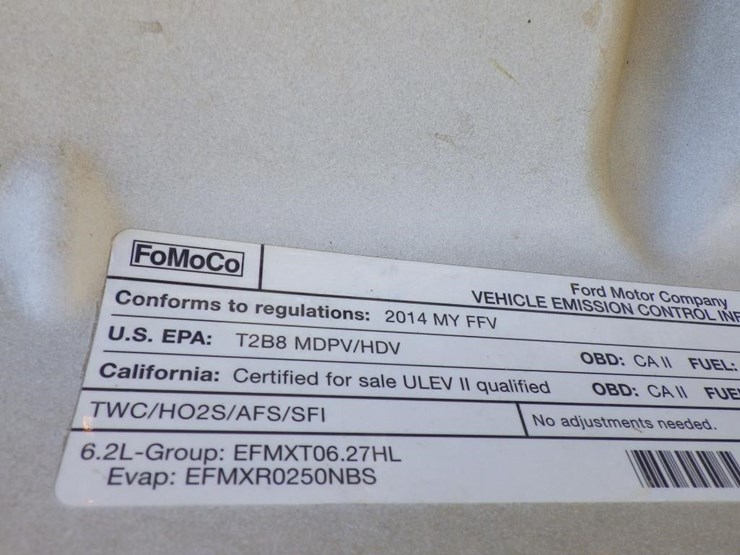 FoMoCo
Ford Motor Company
VEHICLE EMISSION CONTROL
Conforms to regulations: 2014 MY FFV
U.S. EPA: T2B8 MDPV/HDV OBD: CA II FUEL:
California: Certified for sale ULEV II qualified OBD: CA II
TWC/HO2S/AFS/SFI No adjustments needed.
6.2L-Group: EFMXT06.27HL
Evap: EFMXR0250NBS